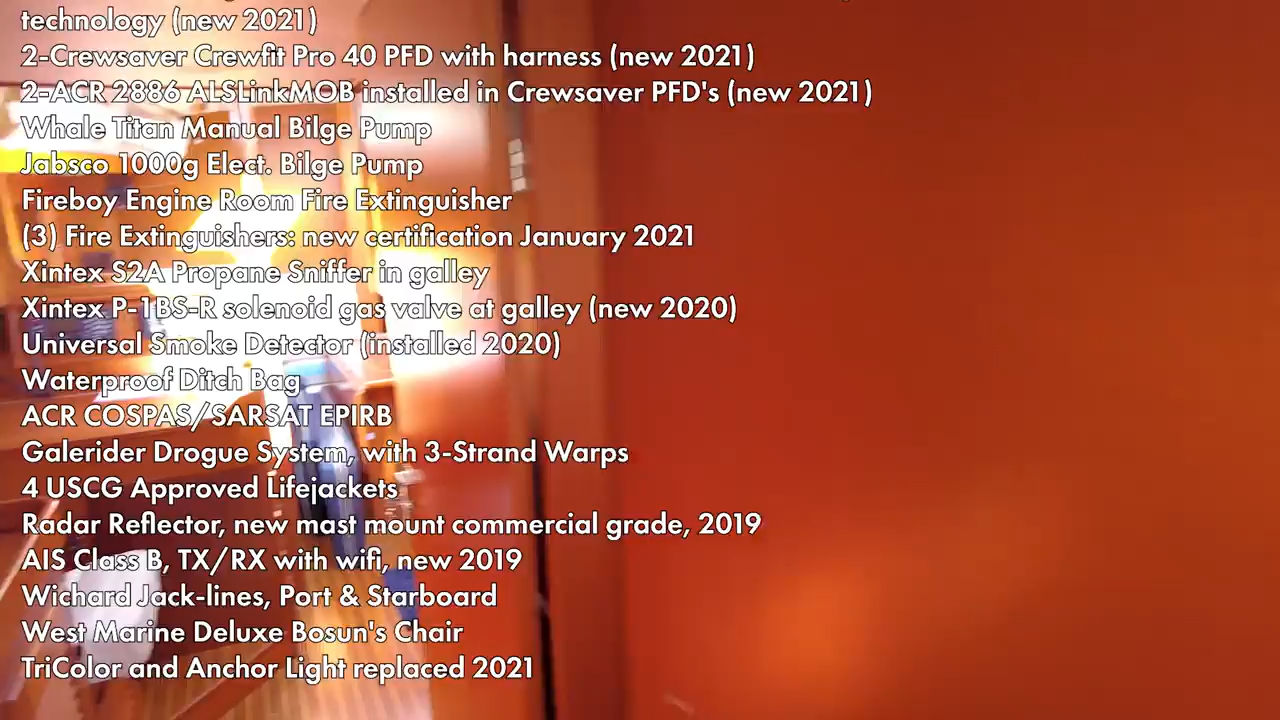 technology (new 2021)
2-Crewsaver Crewfit Pro 40 PFD with harness (new 2021)
2-ACR 2886 ALSLinkMOB installed in Crewsaver PFD's (new 2021)
Whale Titan Manual Bilge Pump
Jabsco 1000g Elect. Bilge Pump
Fireboy Engine Room Fire Extinguisher
(3) Fire Extinguishers: new certification January 2021
Xintex S2A Propane Sniffer in galley
Xintex P-1BS-R solenoid gas valve at galley (new 2020)
Universal Smoke Detector (installed 2020)
Waterproof Ditch Bag
ACR COSPAS/SARSAT EPIRB
Galerider Drogue System, with 3-Strand Warps
4 USCG Approved Lifejackets
Radar Reflector, new mast mount commercial grade, 2019
AIS Class B, TX/RX with wifi, new 2019
Wichard Jack-lines, Port & Starboard
West Marine Deluxe Bosun's Chair
TriColor and Anchor Light replaced 2021